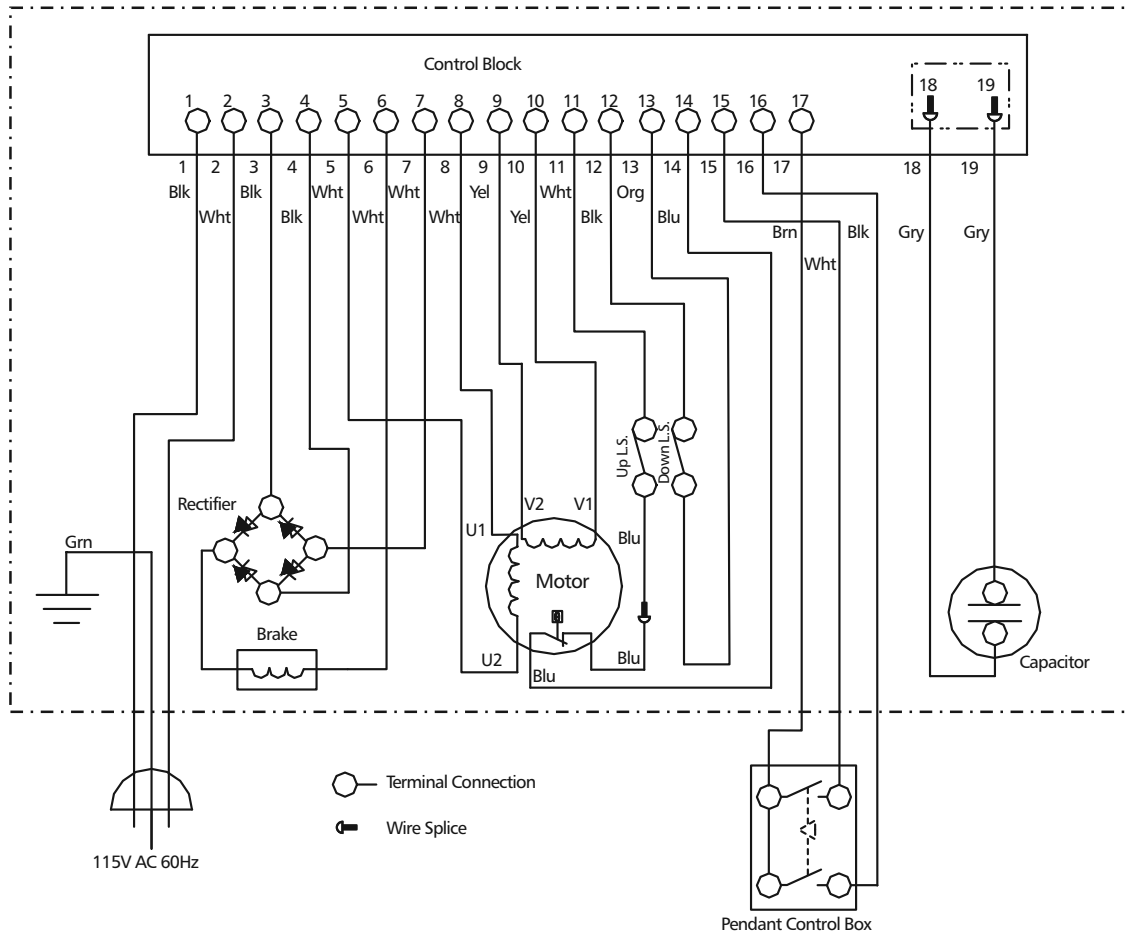 Control Block
1 2 3 4 5 6 7 8 9 10 11 12 13 14 15 16 17 18 19
1 2 3 4 5 6 7 8 9 10 11 12 13 14 15 16 17 18 19
Blk Blk Wht Wht Yel Wht Org
Wht Blk Wht Wht Yel Blk Blu Brn Blk Gry Gry
Wht
Up L.S.
Down L.S.
Rectifier
V2 V1
U1
Blu
Grn
Motor
Brake
U2
Blu
Blu
Capacitor
Terminal Connection
Wire Splice
115V AC 60Hz
Pendant Control Box